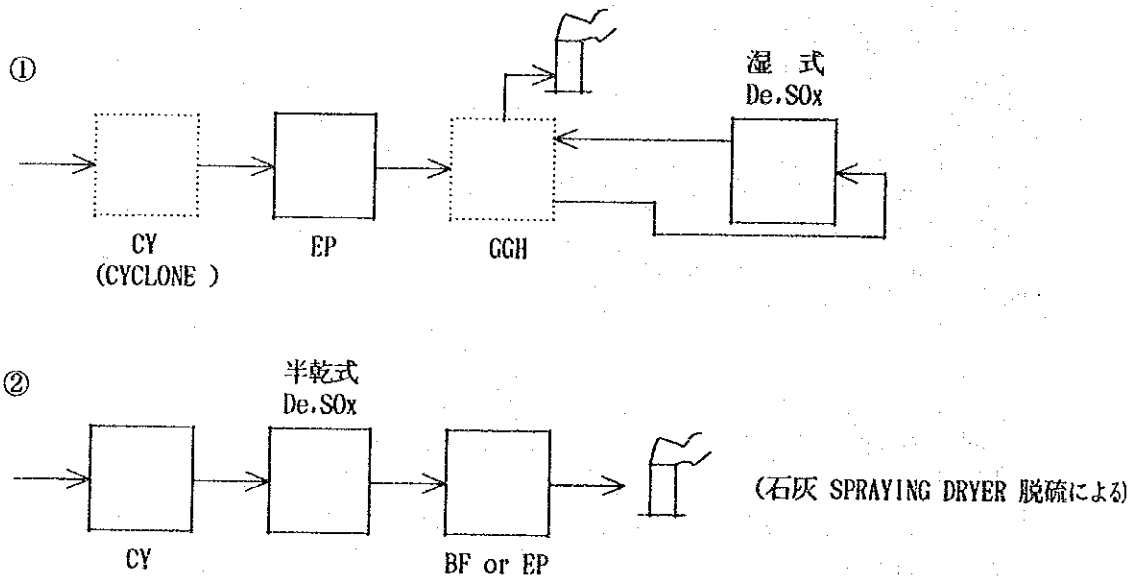 ①
湿 式
De.SOx
CY
(CYCLONE )
EP
GGH
②
半乾式
De.SOx
CY
BF or EP
(石灰 SPRAYING DRYER 脱硫による)